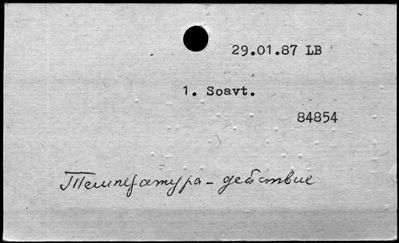 29.01.87 LB
1. Soavt.
84854
Температура - действие